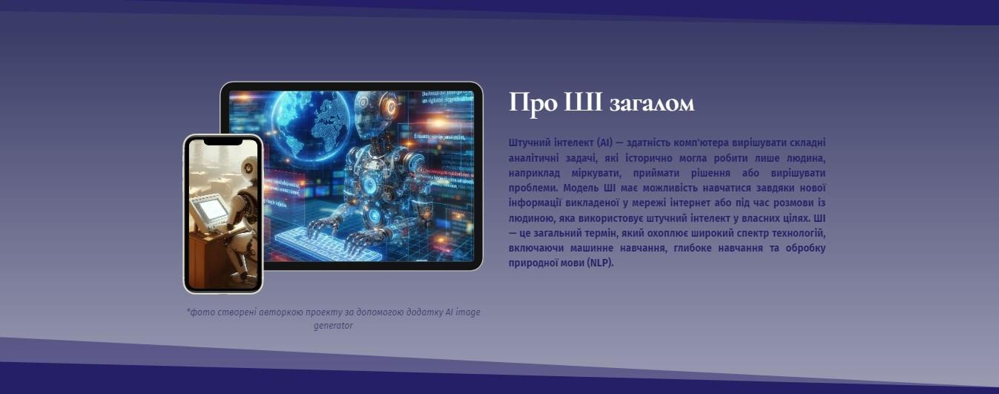 Про ШІ загалом
Штучний інтелект (AI) — здатність комп'ютера вирішувати складні
аналітичні задачі, які історично могла робити лише людина,
наприклад міркувати, приймати рішення або вирішувати
проблеми. Модель ШІ має можливість навчатися завдяки нової
інформації викладеної у мережі інтернет або під час розмови із
людиною, яка використовує штучний інтелект у власних цілях. ШІ
— це загальний термін, який охоплює широкий спектр технологій,
включаючи машинне навчання, глибоке навчання та обробку
природної мови (NLP).
*фото створені авторкою проекту за допомогою додатку AI image
generator